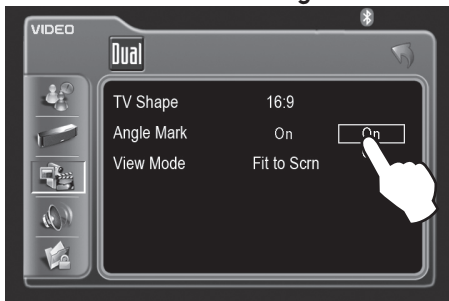 VIDEO
Dual
TV Shape 16:9
Angle Mark On On
View Mode Fit to Scrn